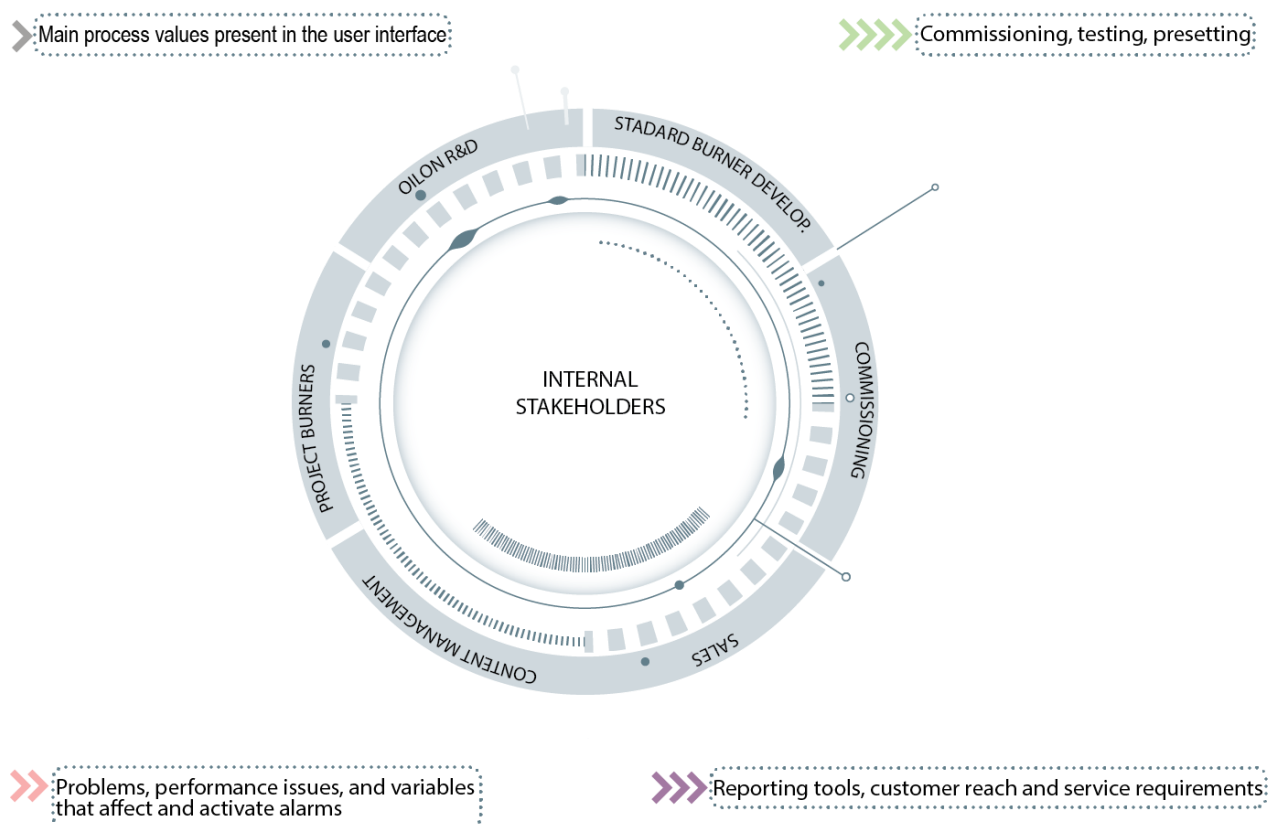 Main process values present in the user interface
Commissioning, testing, presetting
OILON R&D
STADARD BURNER DEVELOP.
COMMISSIONING
PROJECT BURNERS
INTERNAL
STAKEHOLDERS
CONTENT MANAGEMENT
SALES
Problems, performance issues, and variables
that affect and activate alarms
Reporting tools, customer reach and service requirements